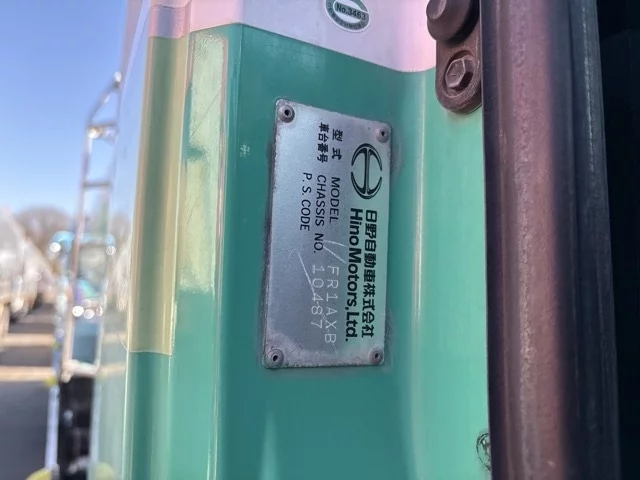 No.3463
日野自動車株式会社
HinoMotors,Ltd.
型式 MODEL FR1AXB
車台番号 CHASSIS NO. 10487
P.S.CODE